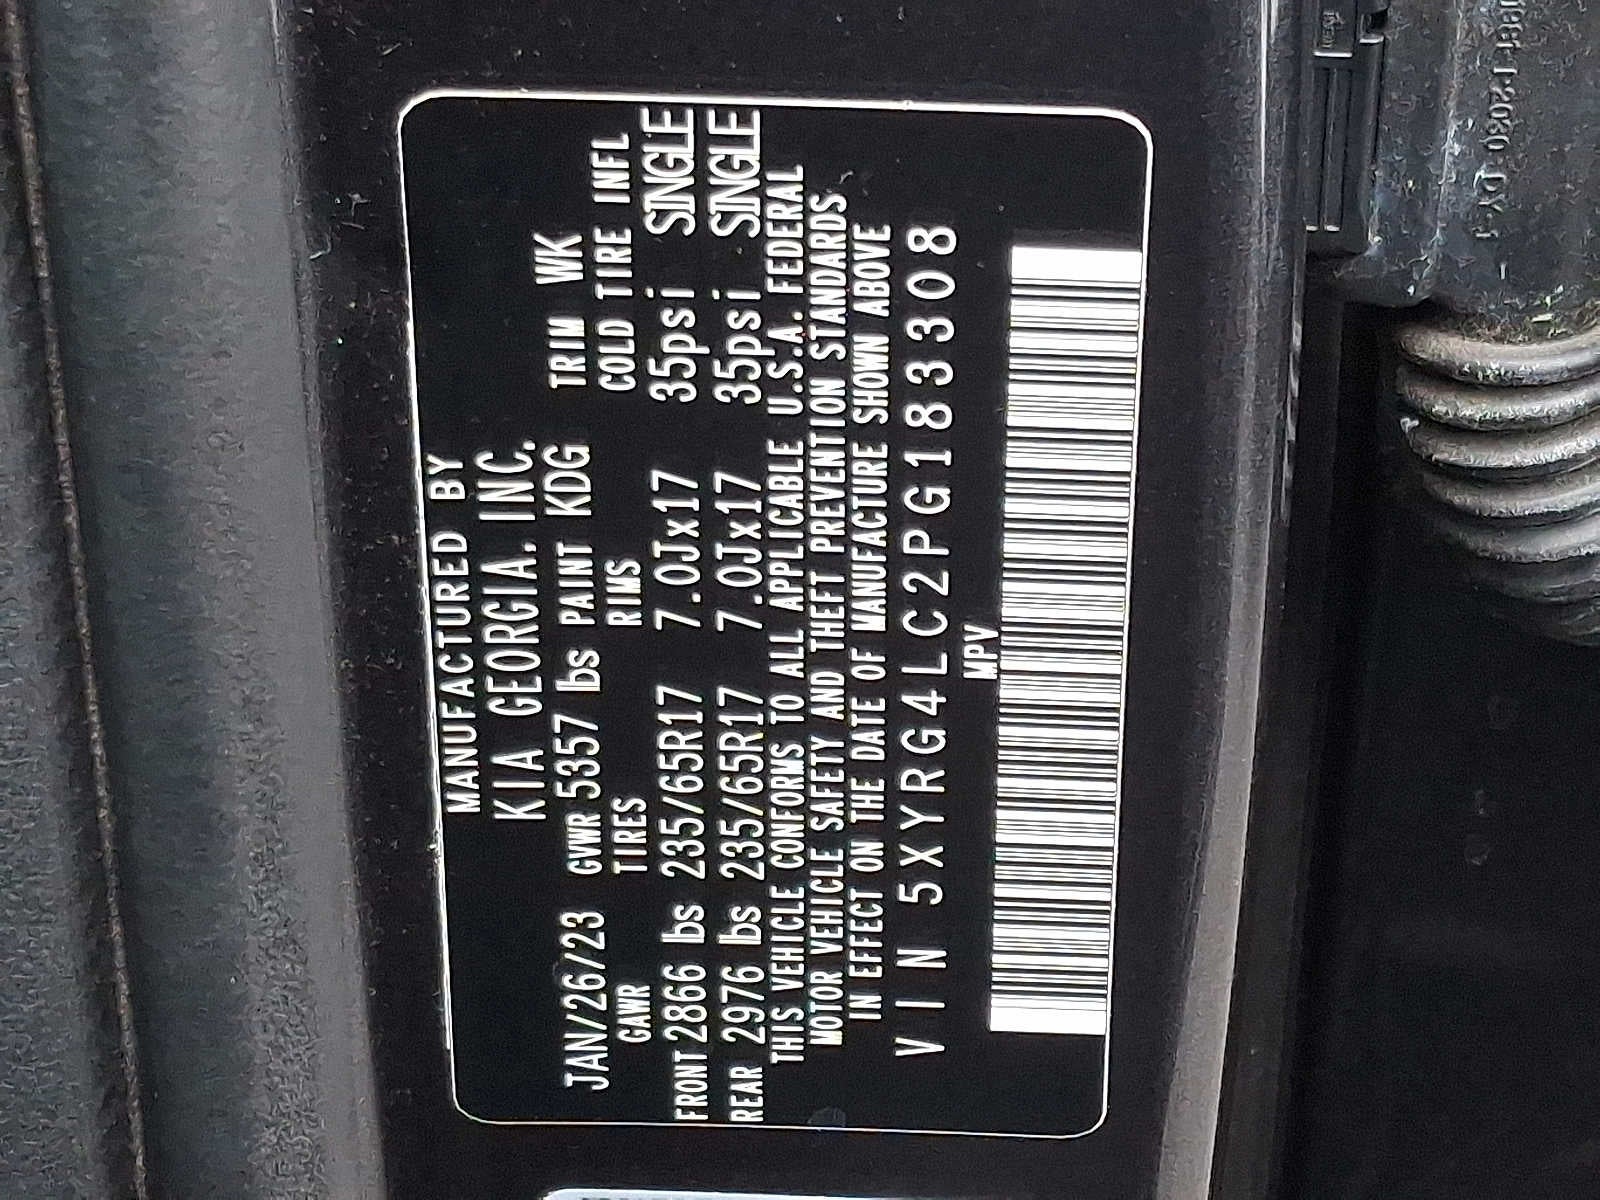 MANUFACTURED BY
KIA GEORGIA. INC.
JAN/26/23 GVWR 5357 lbs PAINT KDG TRIM WK
GAWR TIRES RIMS COLD TIRE INFL
FRONT 2866 lbs 235/65R17 7.0Jx17 35psi SINGLE
REAR 2976 lbs 235/65R17 7.0Jx17 35psi SINGLE
THIS VEHICLE CONFORMS TO ALL APPLICABLE U.S.A. FEDERAL
MOTOR VEHICLE SAFETY AND THEFT PREVENTION STANDARDS
IN EFFECT ON THE DATE OF MANUFACTURE SHOWN ABOVE
VIN 5XYRG4LC2PG183308
MPV